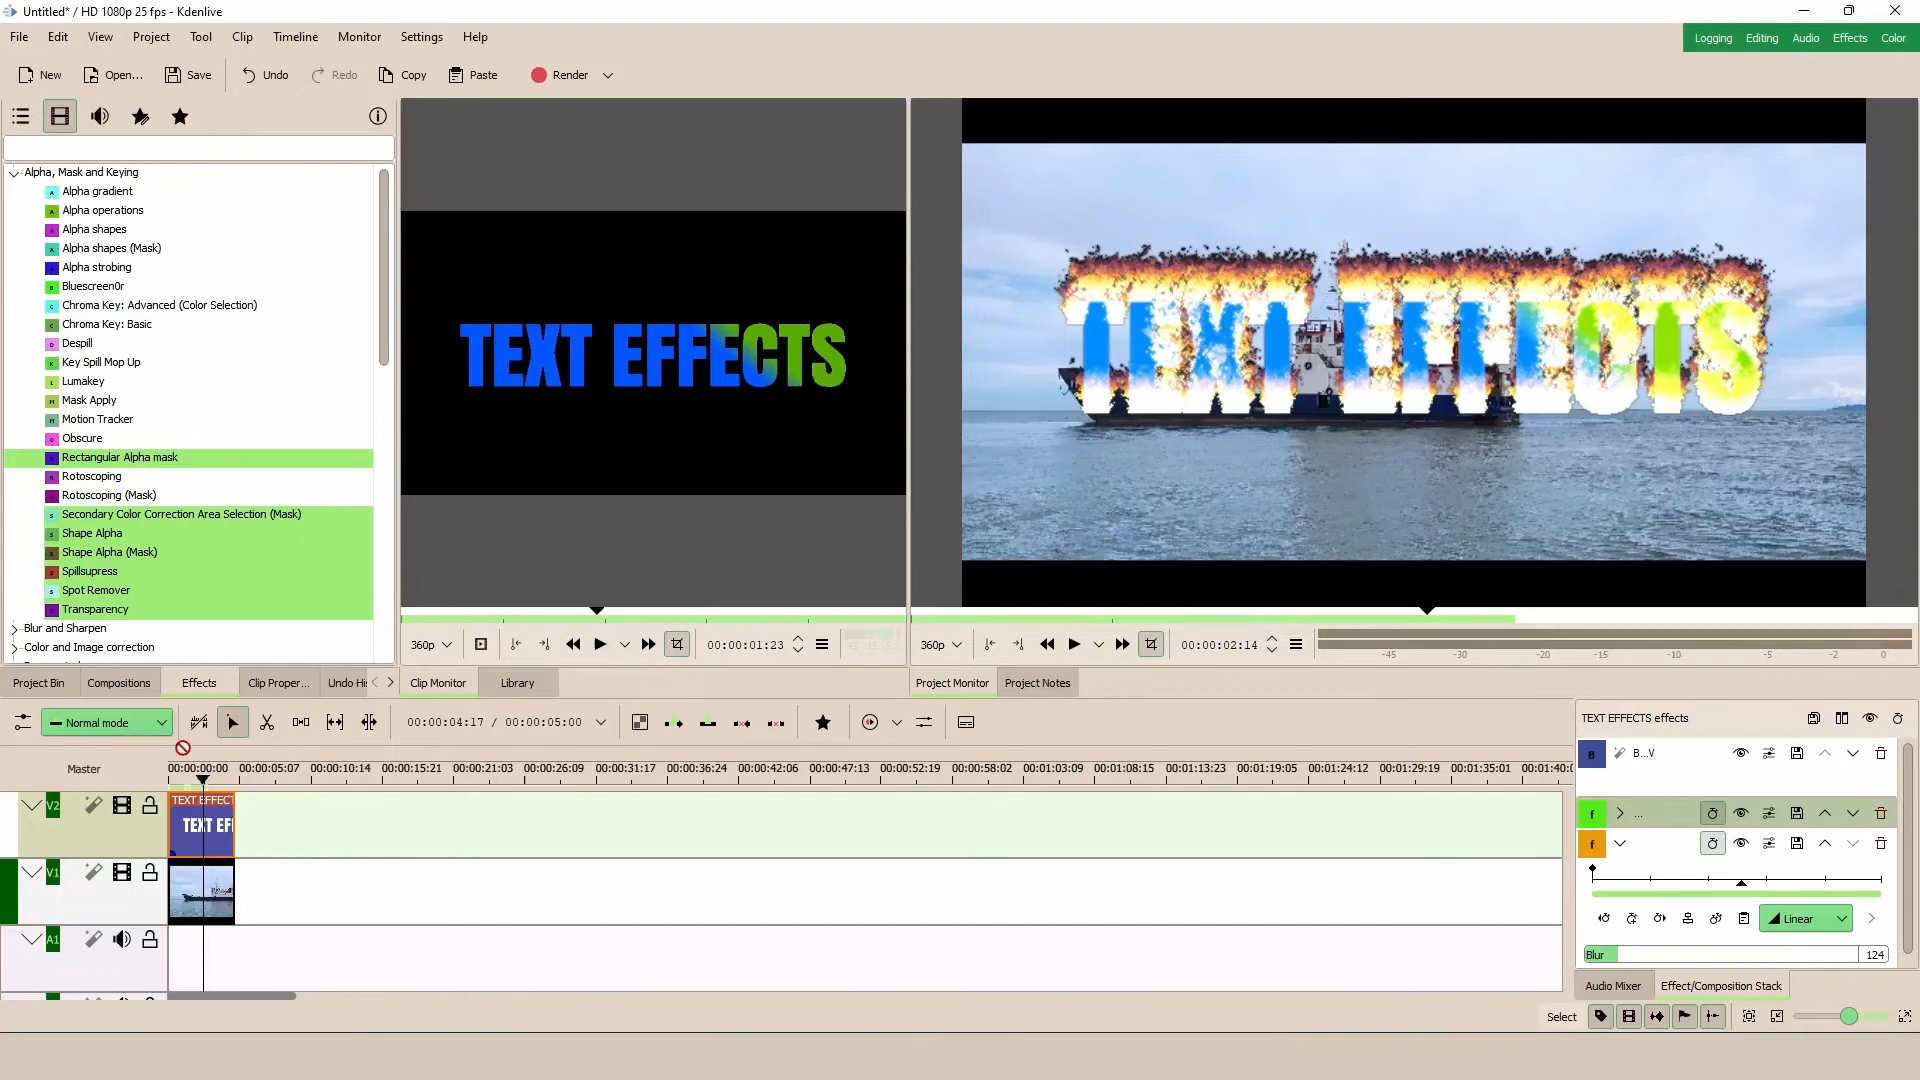 Untitled* / HD 1080p 25 fps - Kdenlive
File Edit View Project Tool Clip Timeline Monitor Settings Help
Logging Editing Audio Effects Color
New Open... Save Undo Redo Copy Paste Render
Alpha, Mask and Keying
Alpha gradient
Alpha operations
Alpha shapes
Alpha shapes (Mask)
Alpha strobing
Bluescreen0r
Chroma Key: Advanced (Color Selection)
Chroma Key: Basic
Despill
Key Spill Mop Up
Lumakey
Mask Apply
Motion Tracker
Obscure
Rectangular Alpha mask
Rotoscoping
Rotoscoping (Mask)
Secondary Color Correction Area Selection (Mask)
Shape Alpha
Shape Alpha (Mask)
Spillsupress
Spot Remover
Transparency
Blur and Sharpen
Color and Image correction
TEXT EFFECTS
TEXT EFFECTS
360p 00:00:01:23
360p 00:00:02:14
-45 -30 -20 -15 -10 -5 -2 0
Project Bin Compositions Effects Clip Proper... Undo Hi
Clip Monitor Library
Project Monitor Project Notes
Normal mode 00:00:04:17 / 00:00:05:00
Master
00:00:00:00 00:00:05:07 00:00:10:14 00:00:15:21 00:00:21:03 00:00:26:09 00:00:31:17 00:00:36:24 00:00:42:06 00:00:47:13 00:00:52:19 00:00:58:02 00:01:03:09 00:01:08:15 00:01:13:23 00:01:19:05 00:01:24:12 00:01:29:19 00:01:35:01 00:01:40:0
V2
TEXT EFFECT
TEXT EFF
V1
A1
TEXT EFFECTS effects
B B...V
f ...
f
Linear
Blur 124
Audio Mixer Effect/Composition Stack
Select